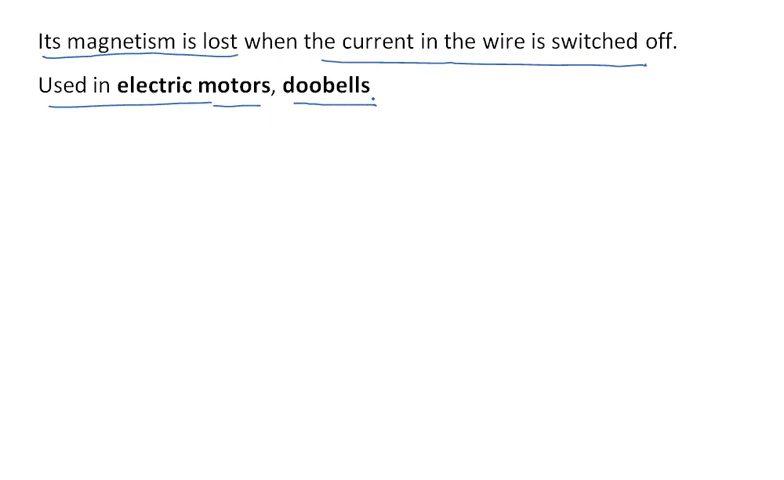 Its magnetism is lost when the current in the wire is switched off.
Used in electric motors, doobells.